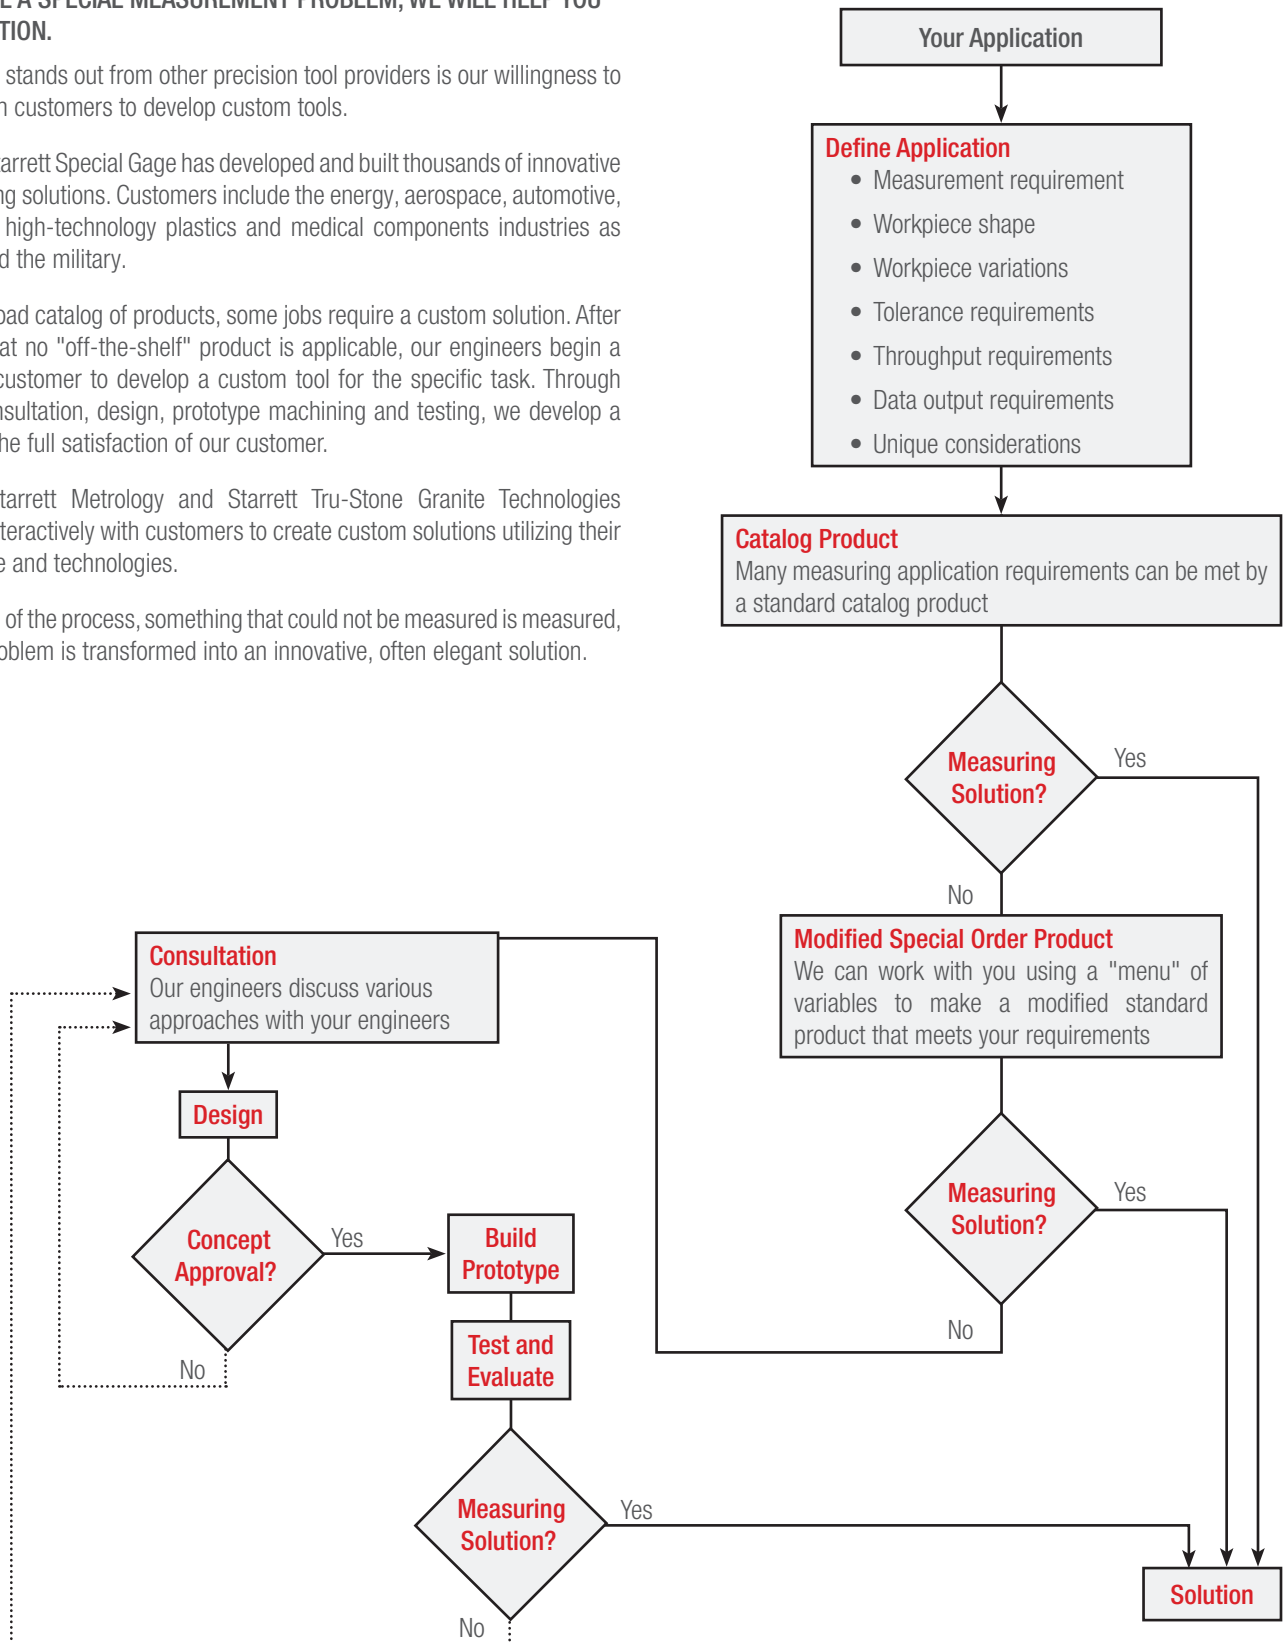 E A SPECIAL MEASUREMENT PROBLEM, WE WILL HELP YOU
TION.
stands out from other precision tool providers is our willingness to
customers to develop custom tools.
tarrett Special Gage has developed and built thousands of innovative
ng solutions. Customers include the energy, aerospace, automotive,
high-technology plastics and medical components industries as
d the military.
oad catalog of products, some jobs require a custom solution. After
at no "off-the-shelf" product is applicable, our engineers begin a
customer to develop a custom tool for the specific task. Through
nsultation, design, prototype machining and testing, we develop a
he full satisfaction of our customer.
tarrett Metrology and Starrett Tru-Stone Granite Technologies
nteractively with customers to create custom solutions utilizing their
e and technologies.
of the process, something that could not be measured is measured,
oblem is transformed into an innovative, often elegant solution.
Your Application
Define Application
• Measurement requirement
• Workpiece shape
• Workpiece variations
• Tolerance requirements
• Throughput requirements
• Data output requirements
• Unique considerations
Catalog Product
Many measuring application requirements can be met by
a standard catalog product
Measuring
Solution?
Yes
No
Modified Special Order Product
We can work with you using a "menu" of
variables to make a modified standard
product that meets your requirements
Measuring
Solution?
Yes
No
Consultation
Our engineers discuss various
approaches with your engineers
Design
Concept
Approval?
Yes
No
Build
Prototype
Test and
Evaluate
Measuring
Solution?
Yes
No
Solution